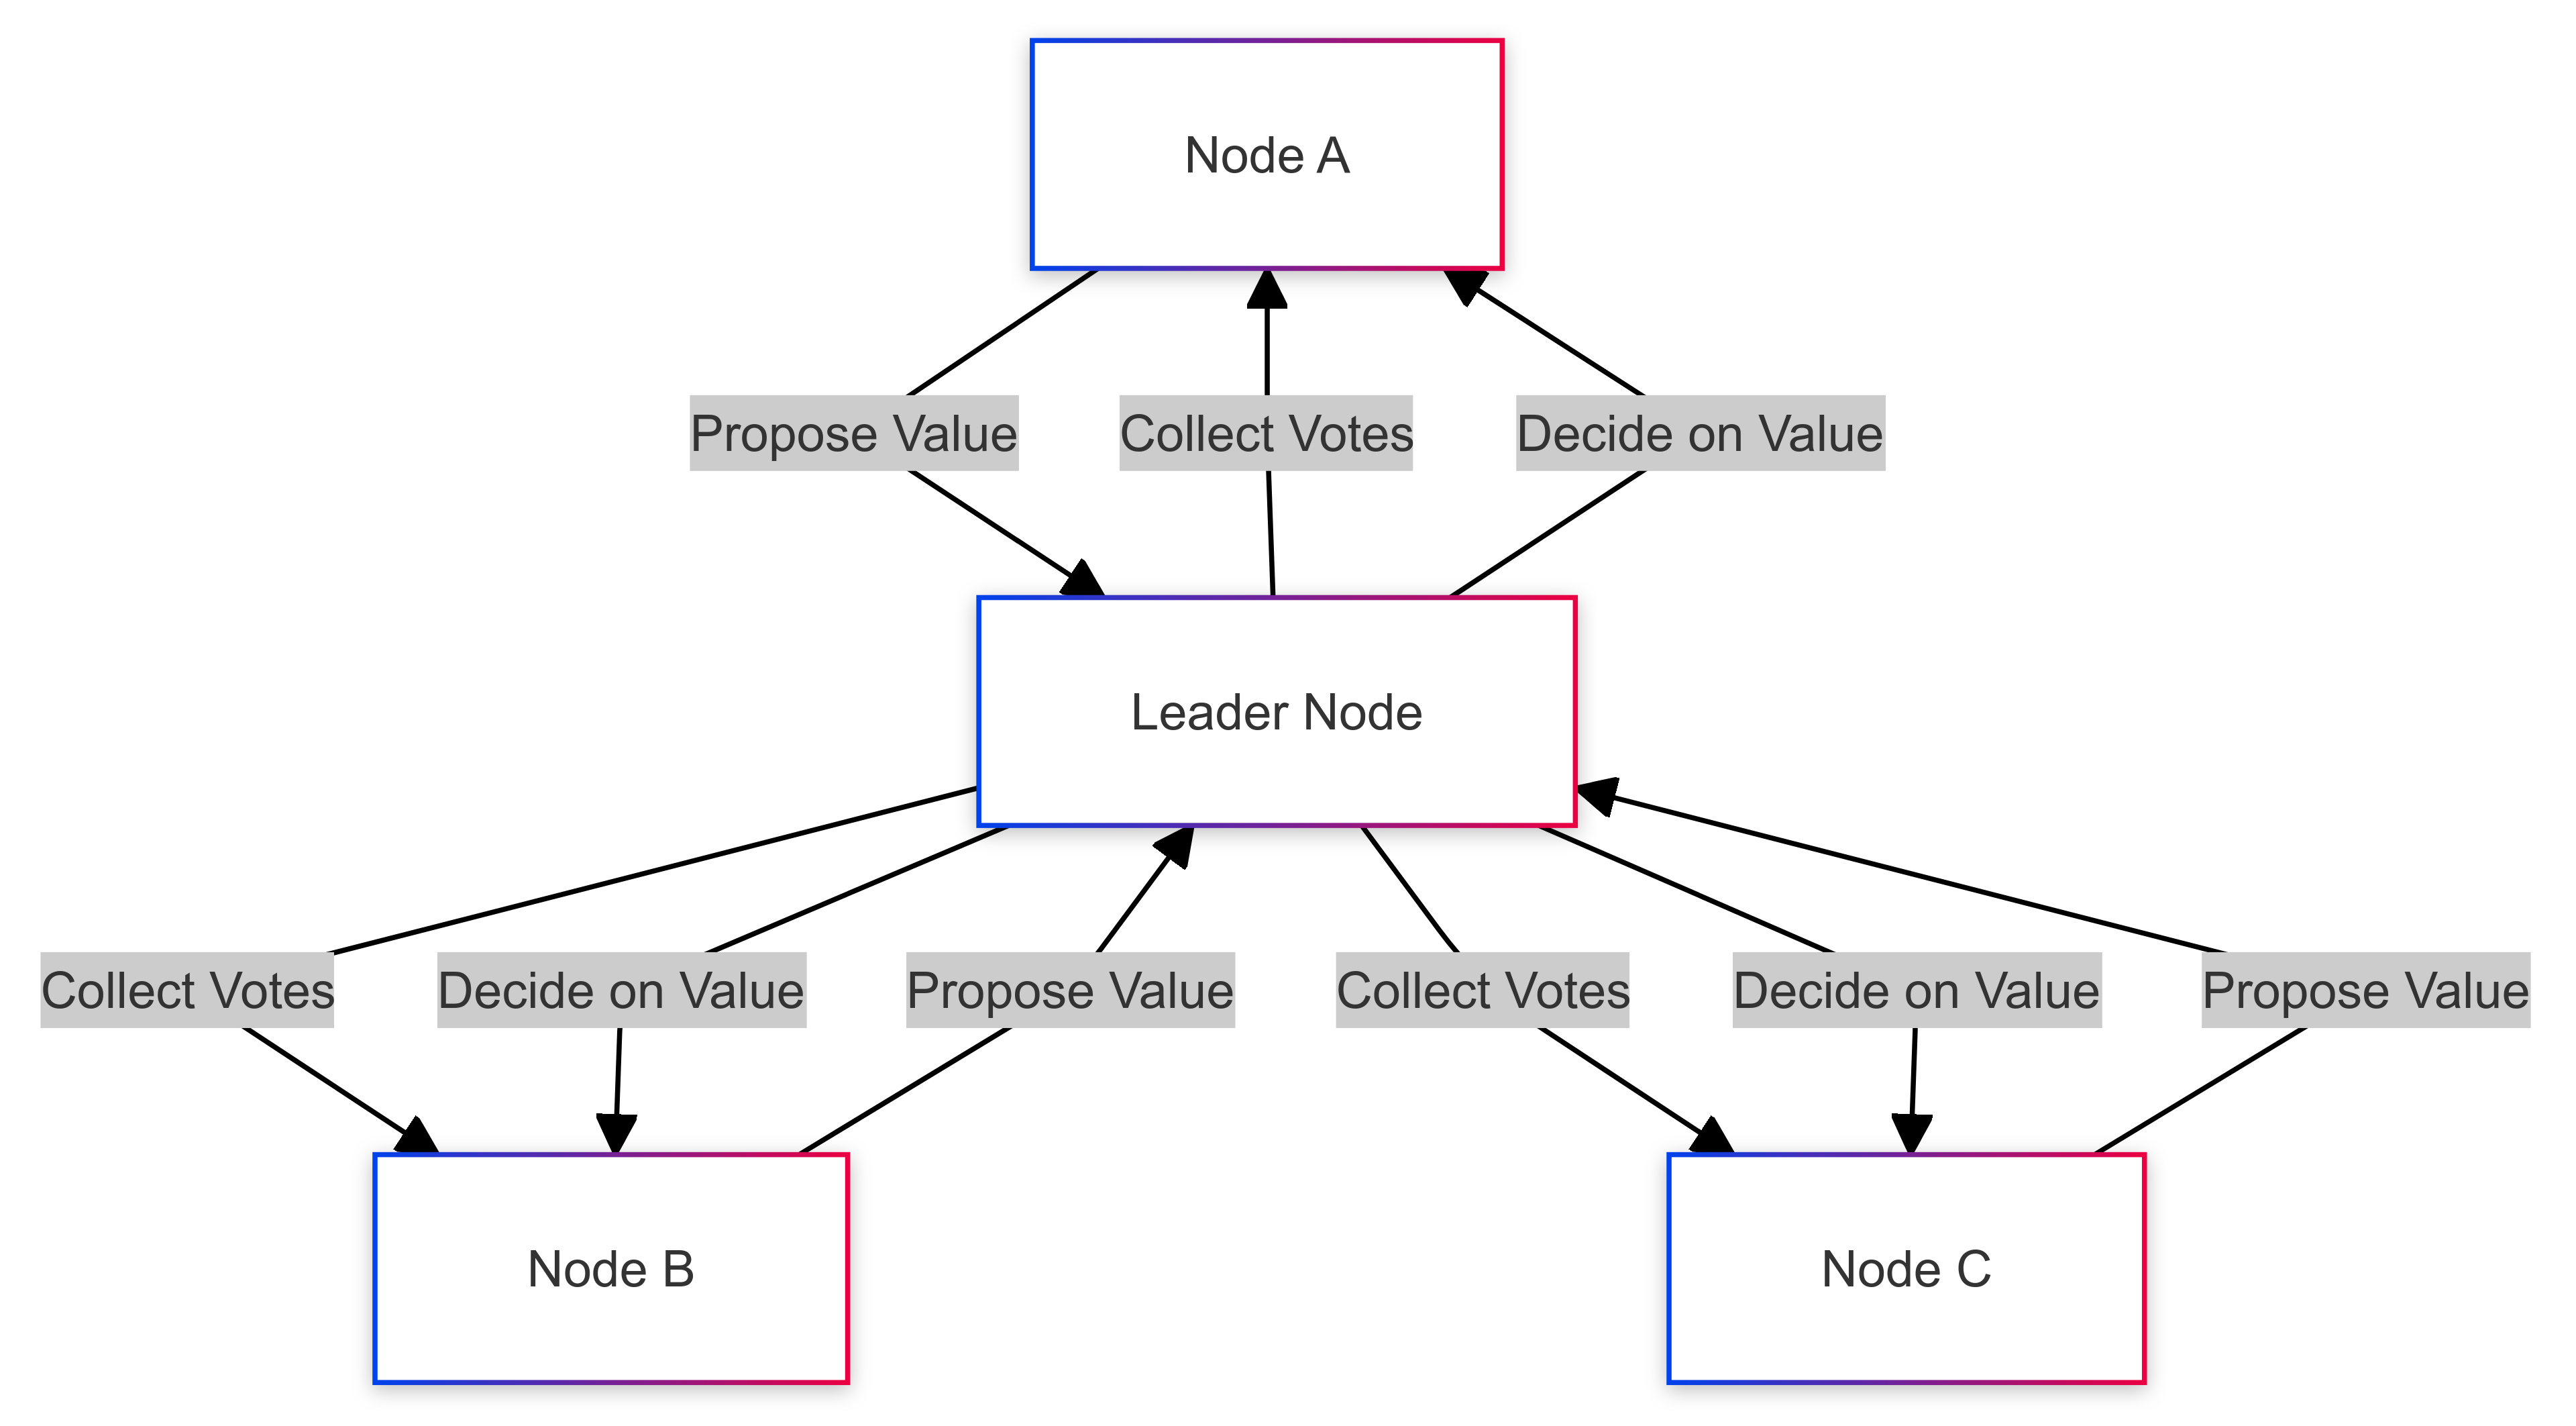 Node A
Propose Value
Collect Votes
Decide on Value
Leader Node
Collect Votes
Decide on Value
Propose Value
Collect Votes
Decide on Value
Propose Value
Node B
Node C